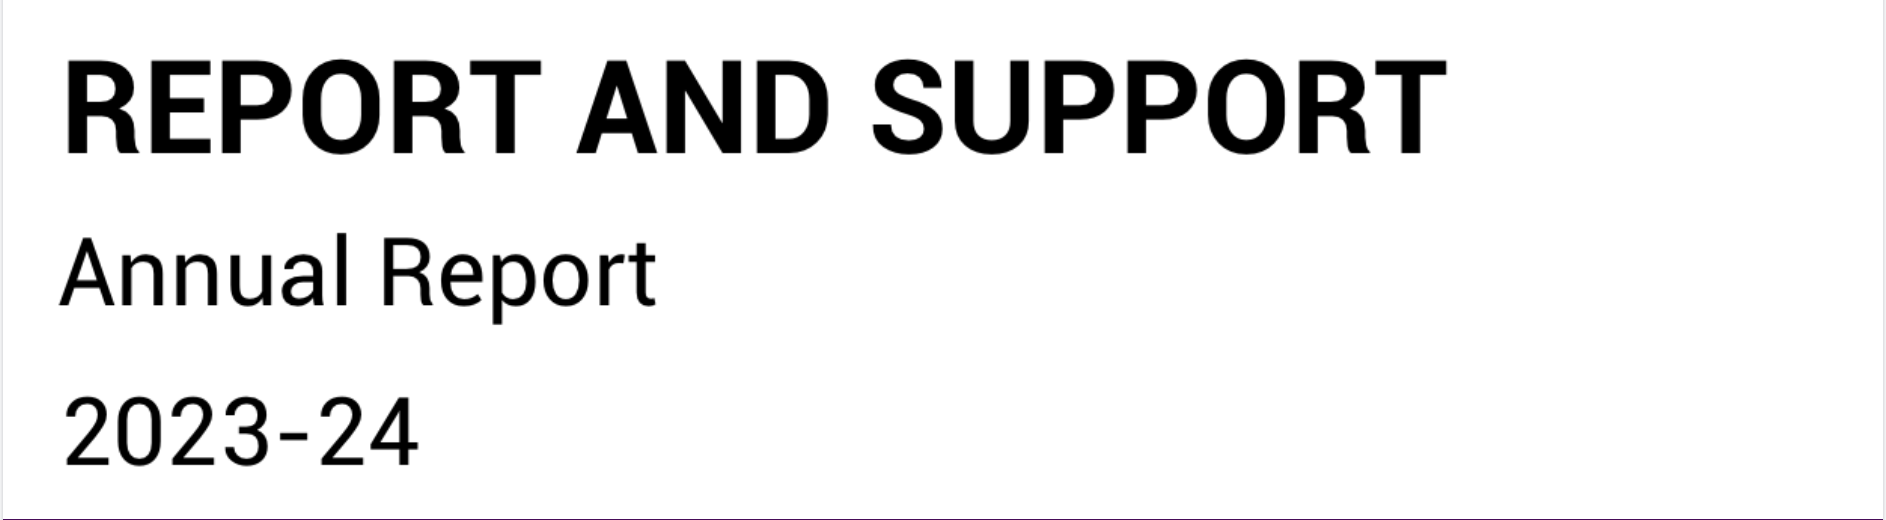 REPORT AND SUPPORT
Annual Report
2023-24